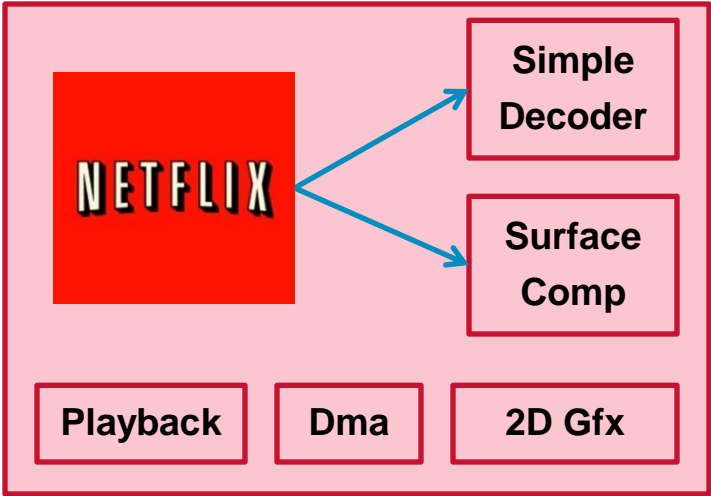 Simple
Decoder
NETFLIX
Surface
Comp
Playback
Dma
2D Gfx